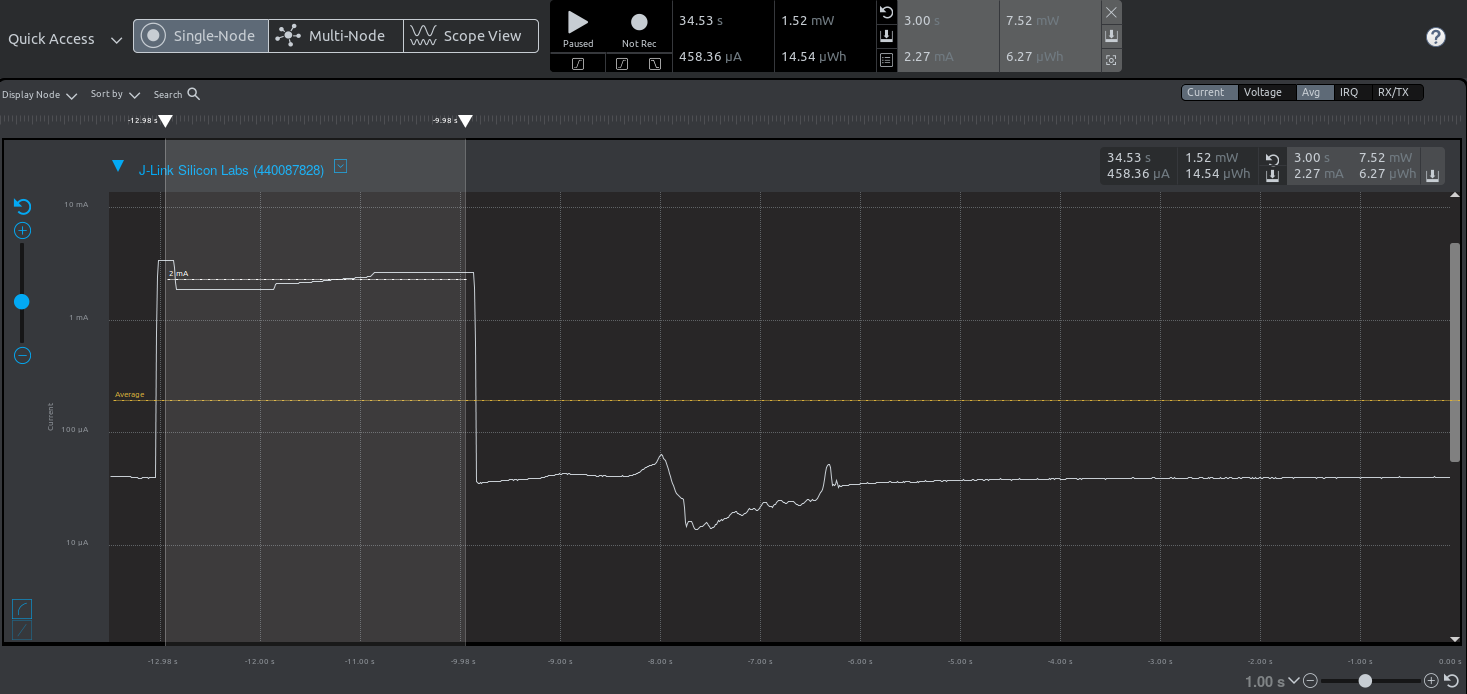 Quick Access
Single-Node
Multi-Node
Scope View
Paused
Not Rec
34.53 s
458.36 µA
1.52 mW
14.54 µWh
3.00 s
2.27 mA
7.52 mW
6.27 µWh
?
Display Node
Sort by
Search
Current
Voltage
Avg
IRQ
RX/TX
-12.98 s
-9.98 s
J-Link Silicon Labs (440087828)
34.53 s
458.36 µA
1.52 mW
14.54 µWh
3.00 s
2.27 mA
7.52 mW
6.27 µWh
10 mA
2 mA
1 mA
Average
Current
100 µA
10 µA
-12.98 s
-12.00 s
-11.00 s
-9.98 s
-9.00 s
-8.00 s
-7.00 s
-6.00 s
-5.00 s
-4.00 s
-3.00 s
-2.00 s
-1.00 s
0.00 s
1.00 s